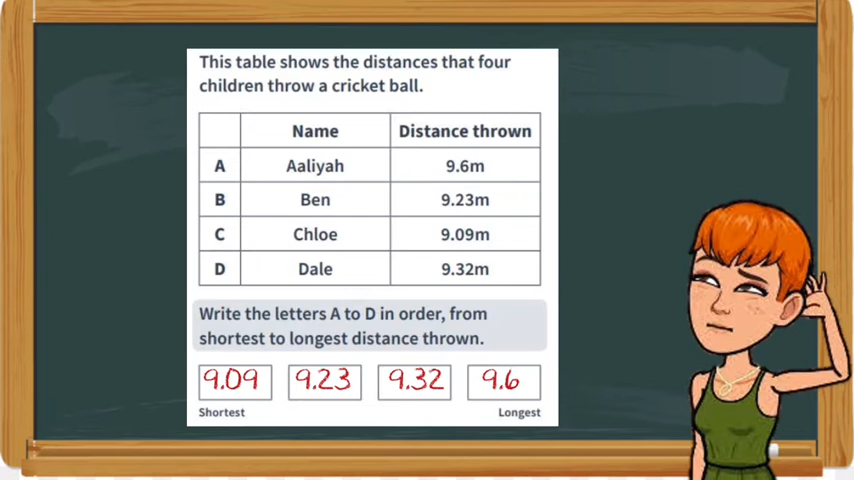 This table shows the distances that four
children throw a cricket ball.
Name Distance thrown
A Aaliyah 9.6m
B Ben 9.23m
C Chloe 9.09m
D Dale 9.32m
Write the letters A to D in order, from
shortest to longest distance thrown.
9.09 9.23 9.32 9.6
Shortest Longest